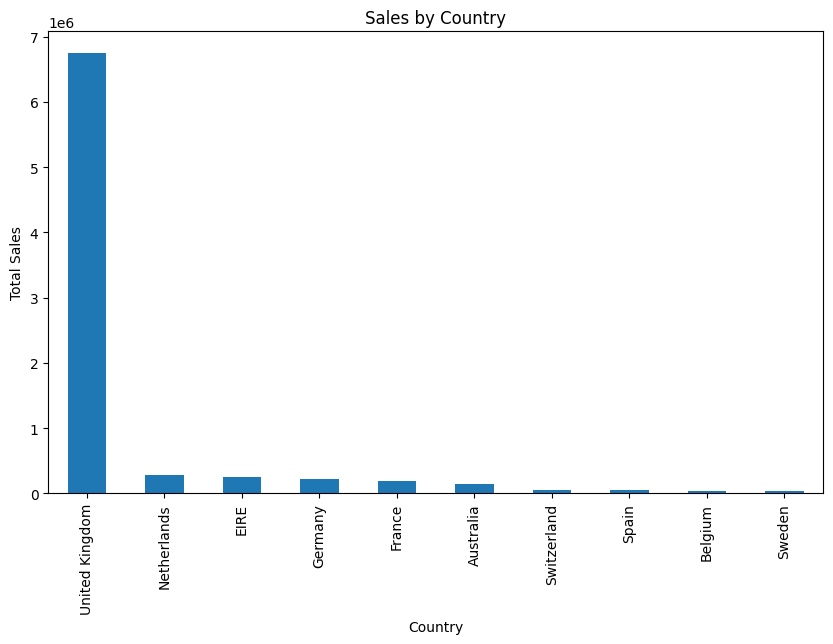 Sales by Country
1e6
7
6
5
4
3
2
1
0
Total Sales
United Kingdom
Netherlands
EIRE
Germany
France
Australia
Switzerland
Spain
Belgium
Sweden
Country